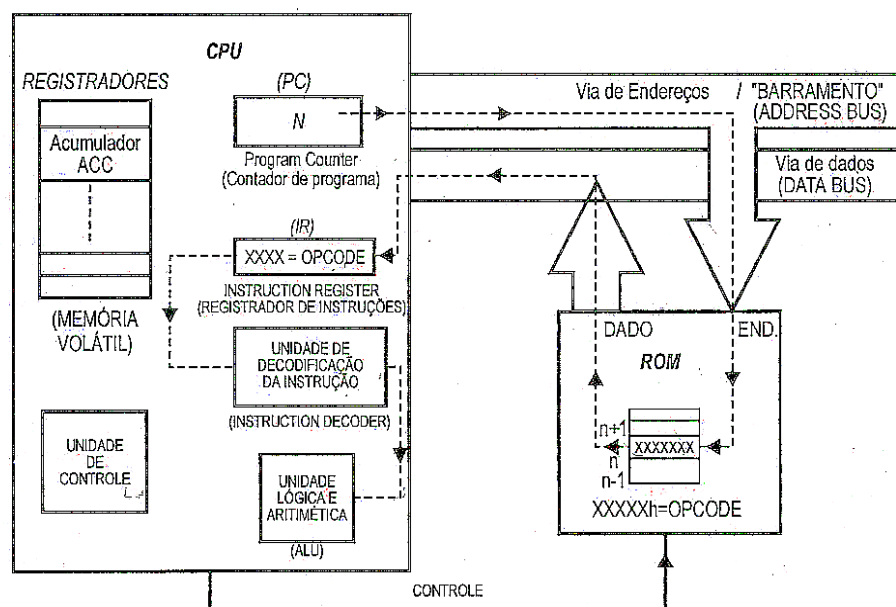 CPU
REGISTRADORES
Acumulador
ACC
(MEMÓRIA
VOLÁTIL)
UNIDADE
DE
CONTROLE
(PC)
N
Program Counter
(Contador de programa)
(IR)
XXXX = OPCODE
INSTRUCTION REGISTER
(REGISTRADOR DE INSTRUÇÕES)
UNIDADE DE
DECODIFICAÇÃO
DA INSTRUÇÃO
(INSTRUCTION DECODER)
UNIDADE
LÓGICA E
ARITIMÉTICA
(ALU)
Via de Endereços / "BARRAMENTO"
(ADDRESS BUS)
Via de dados
(DATA BUS)
DADO END.
ROM
n+1
XXXXXXX
n
n-1
XXXXXh=OPCODE
CONTROLE